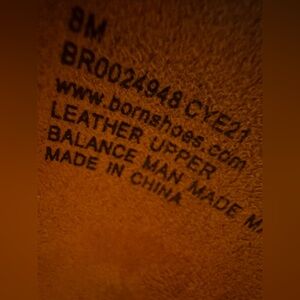 8M
BR0024948 CYE21
www.bornshoes.com
LEATHER UPPER
BALANCE MAN MADE
MADE IN CHINA